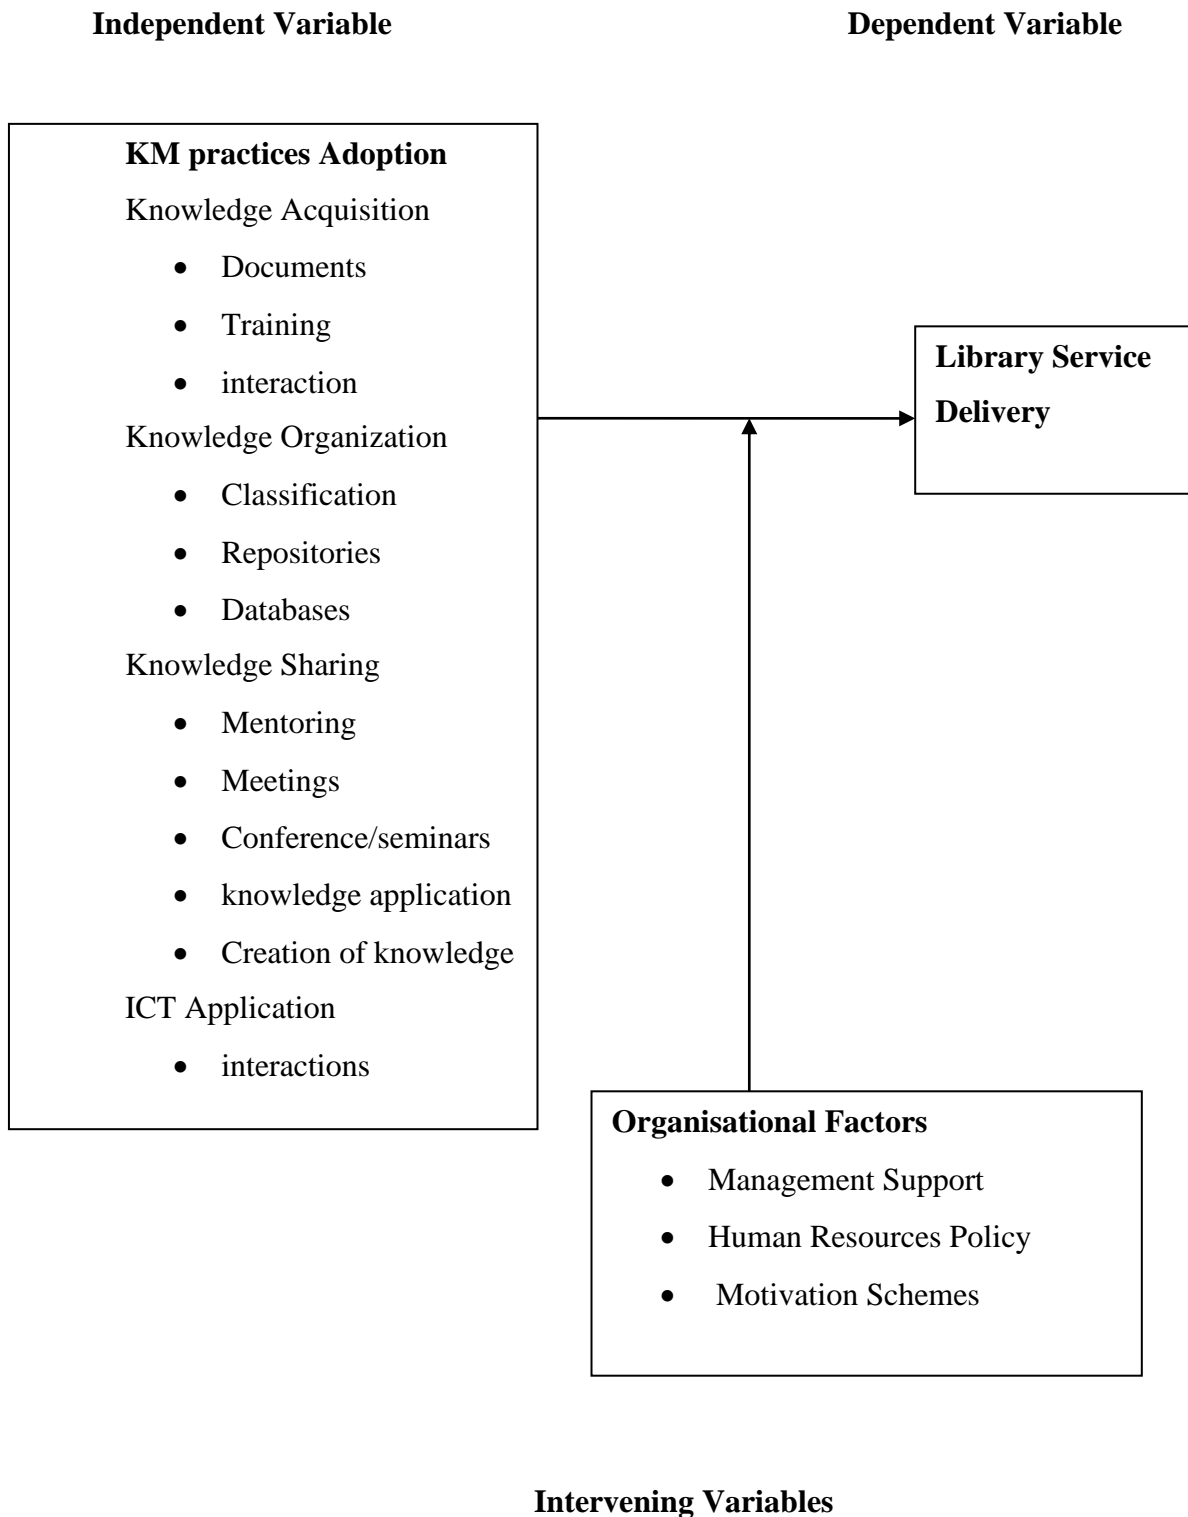 Independent Variable
Dependent Variable
KM practices Adoption
Knowledge Acquisition
• Documents
• Training
• interaction
Knowledge Organization
• Classification
• Repositories
• Databases
Knowledge Sharing
• Mentoring
• Meetings
• Conference/seminars
• knowledge application
• Creation of knowledge
ICT Application
• interactions
Library Service
Delivery
Organisational Factors
• Management Support
• Human Resources Policy
• Motivation Schemes
Intervening Variables